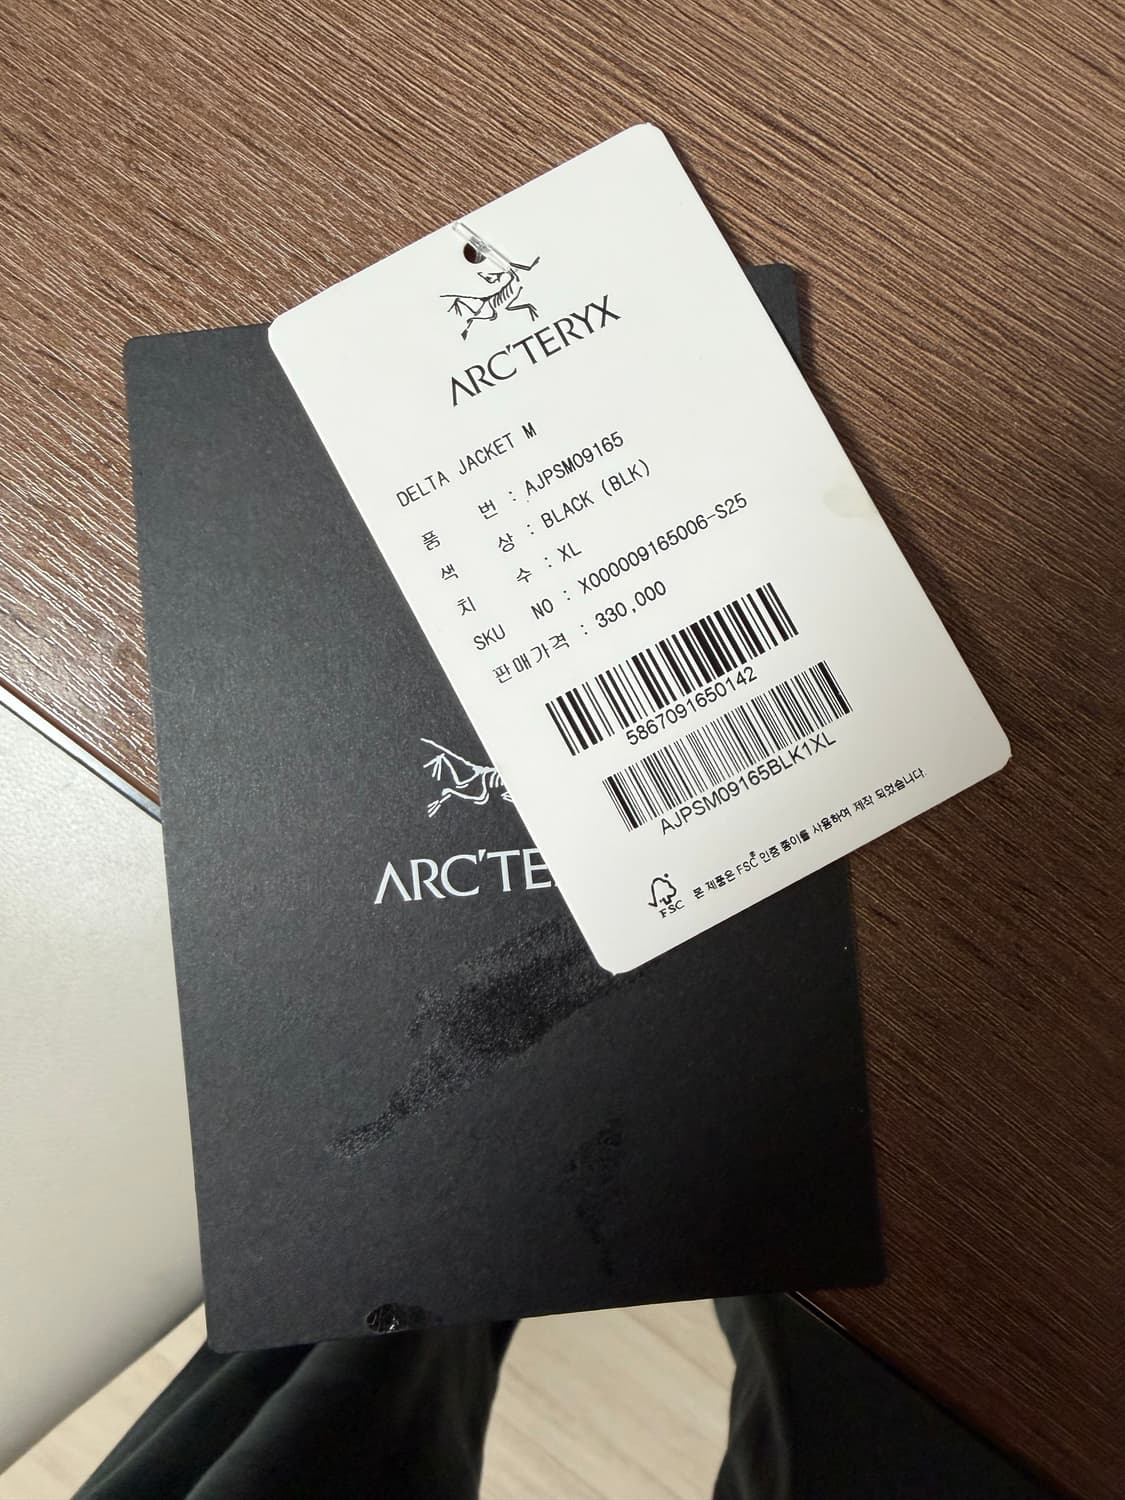 ARC'TERYX
DELTA JACKET M
품 번 : AJPSM09165
색 상 : BLACK (BLK)
치 수 : XL
SKU NO : X000009165006-S25
판매가격 : 330,000
5867091650142
AJPSM09165BLK1XL
FSC 본 제품은 FSC® 인증 종이를 사용하여 제작 되었습니다.
ARC'TE